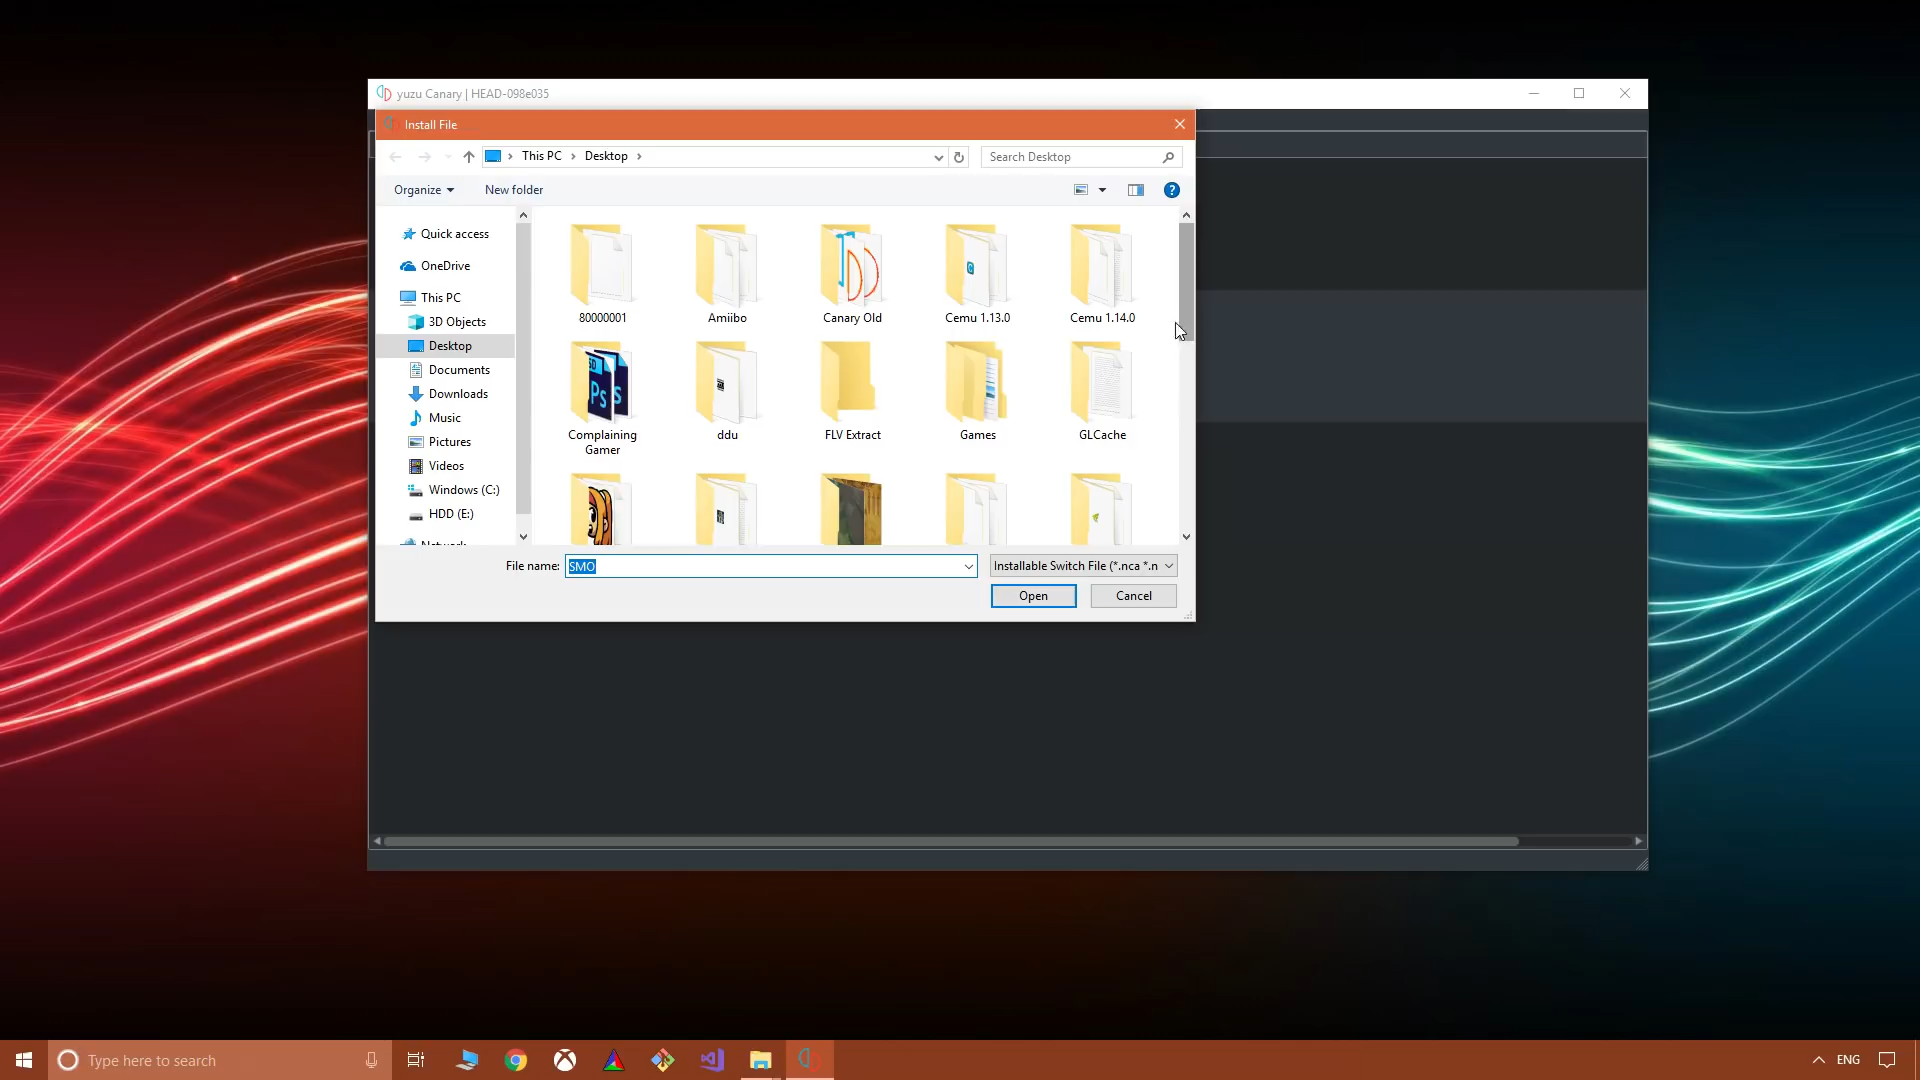 yuzu Canary | HEAD-098e035
Install File
This PC
Desktop
Search Desktop
Organize
New folder
Quick access
OneDrive
This PC
3D Objects
Desktop
Documents
Downloads
Music
Pictures
Videos
Windows (C:)
HDD (E:)
Network
80000001
Amiibo
Canary Old
Cemu 1.13.0
Cemu 1.14.0
Complaining
Gamer
ddu
FLV Extract
Games
GLCache
File name:
SMO
Installable Switch File (*.nca *.n
Open
Cancel
Type here to search
ENG